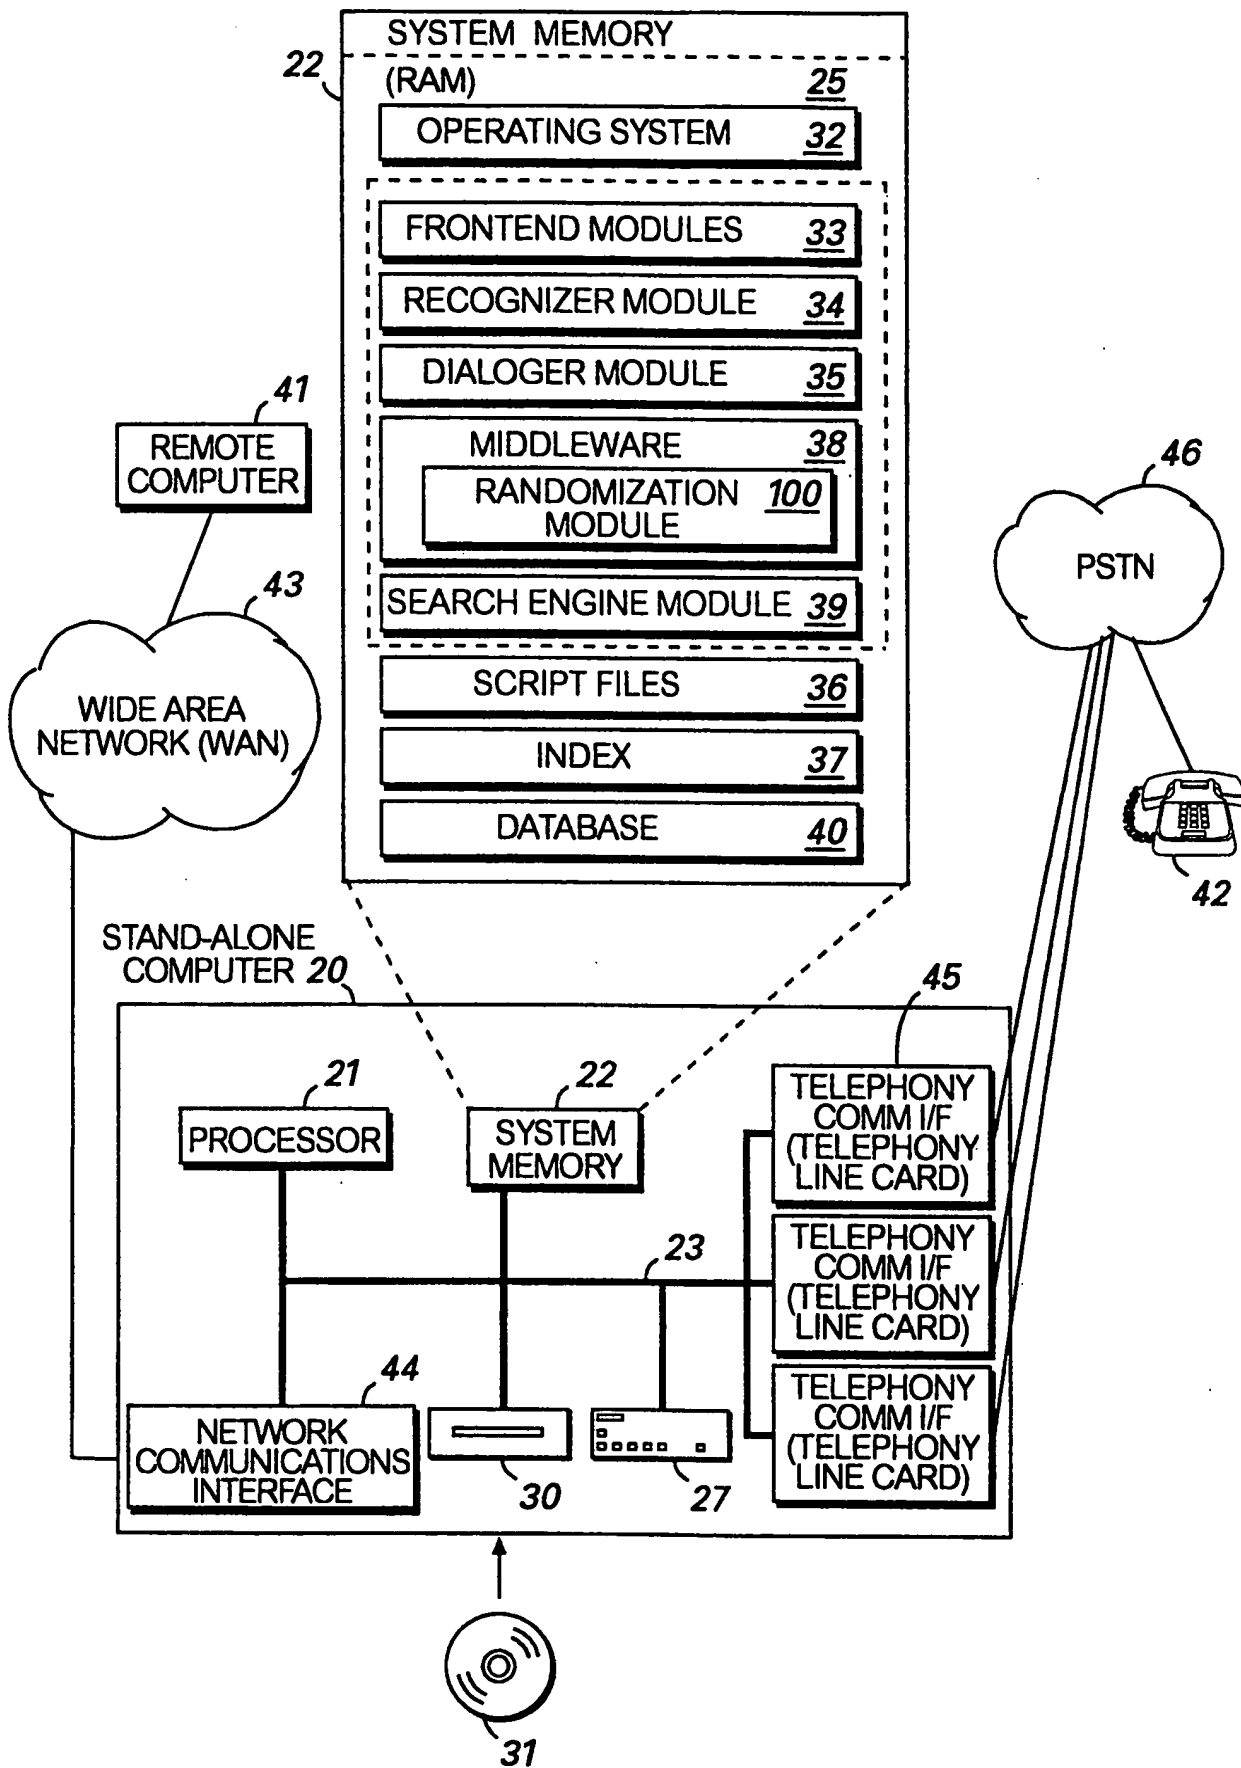 SYSTEM MEMORY
22
(RAM) 25
OPERATING SYSTEM 32
FRONTEND MODULES 33
RECOGNIZER MODULE 34
DIALOGER MODULE 35
MIDDLEWARE 38
RANDOMIZATION 100
MODULE
SEARCH ENGINE MODULE 39
SCRIPT FILES 36
INDEX 37
DATABASE 40
41
REMOTE
COMPUTER
43
WIDE AREA
NETWORK (WAN)
46
PSTN
42
STAND-ALONE
COMPUTER 20
21
PROCESSOR
22
SYSTEM
MEMORY
45
TELEPHONY
COMM I/F
(TELEPHONY
LINE CARD)
23
TELEPHONY
COMM I/F
(TELEPHONY
LINE CARD)
TELEPHONY
COMM I/F
(TELEPHONY
LINE CARD)
44
NETWORK
COMMUNICATIONS
INTERFACE
30
27
31